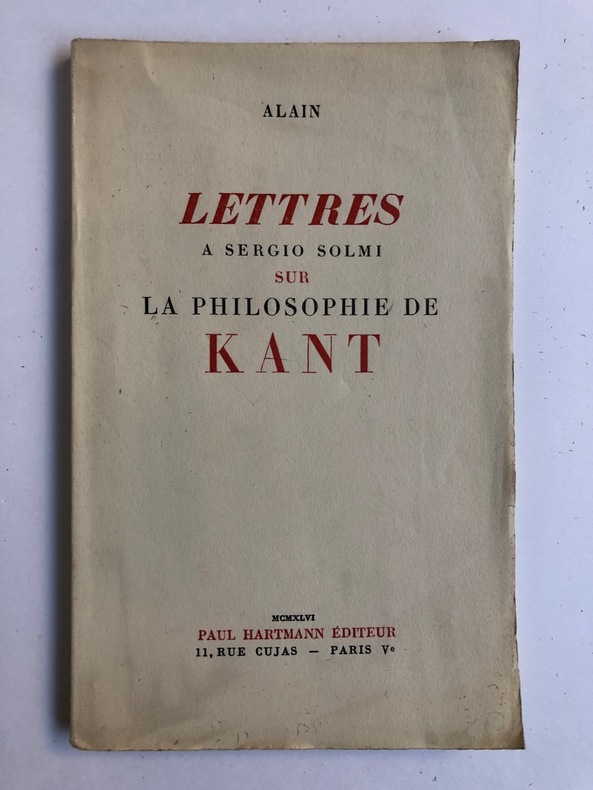 ALAIN
LETTRES
A SERGIO SOLMI
SUR
LA PHILOSOPHIE DE
KANT
MCMXLVI
PAUL HARTMANN ÉDITEUR
11, RUE CUJAS — PARIS Vᵉ